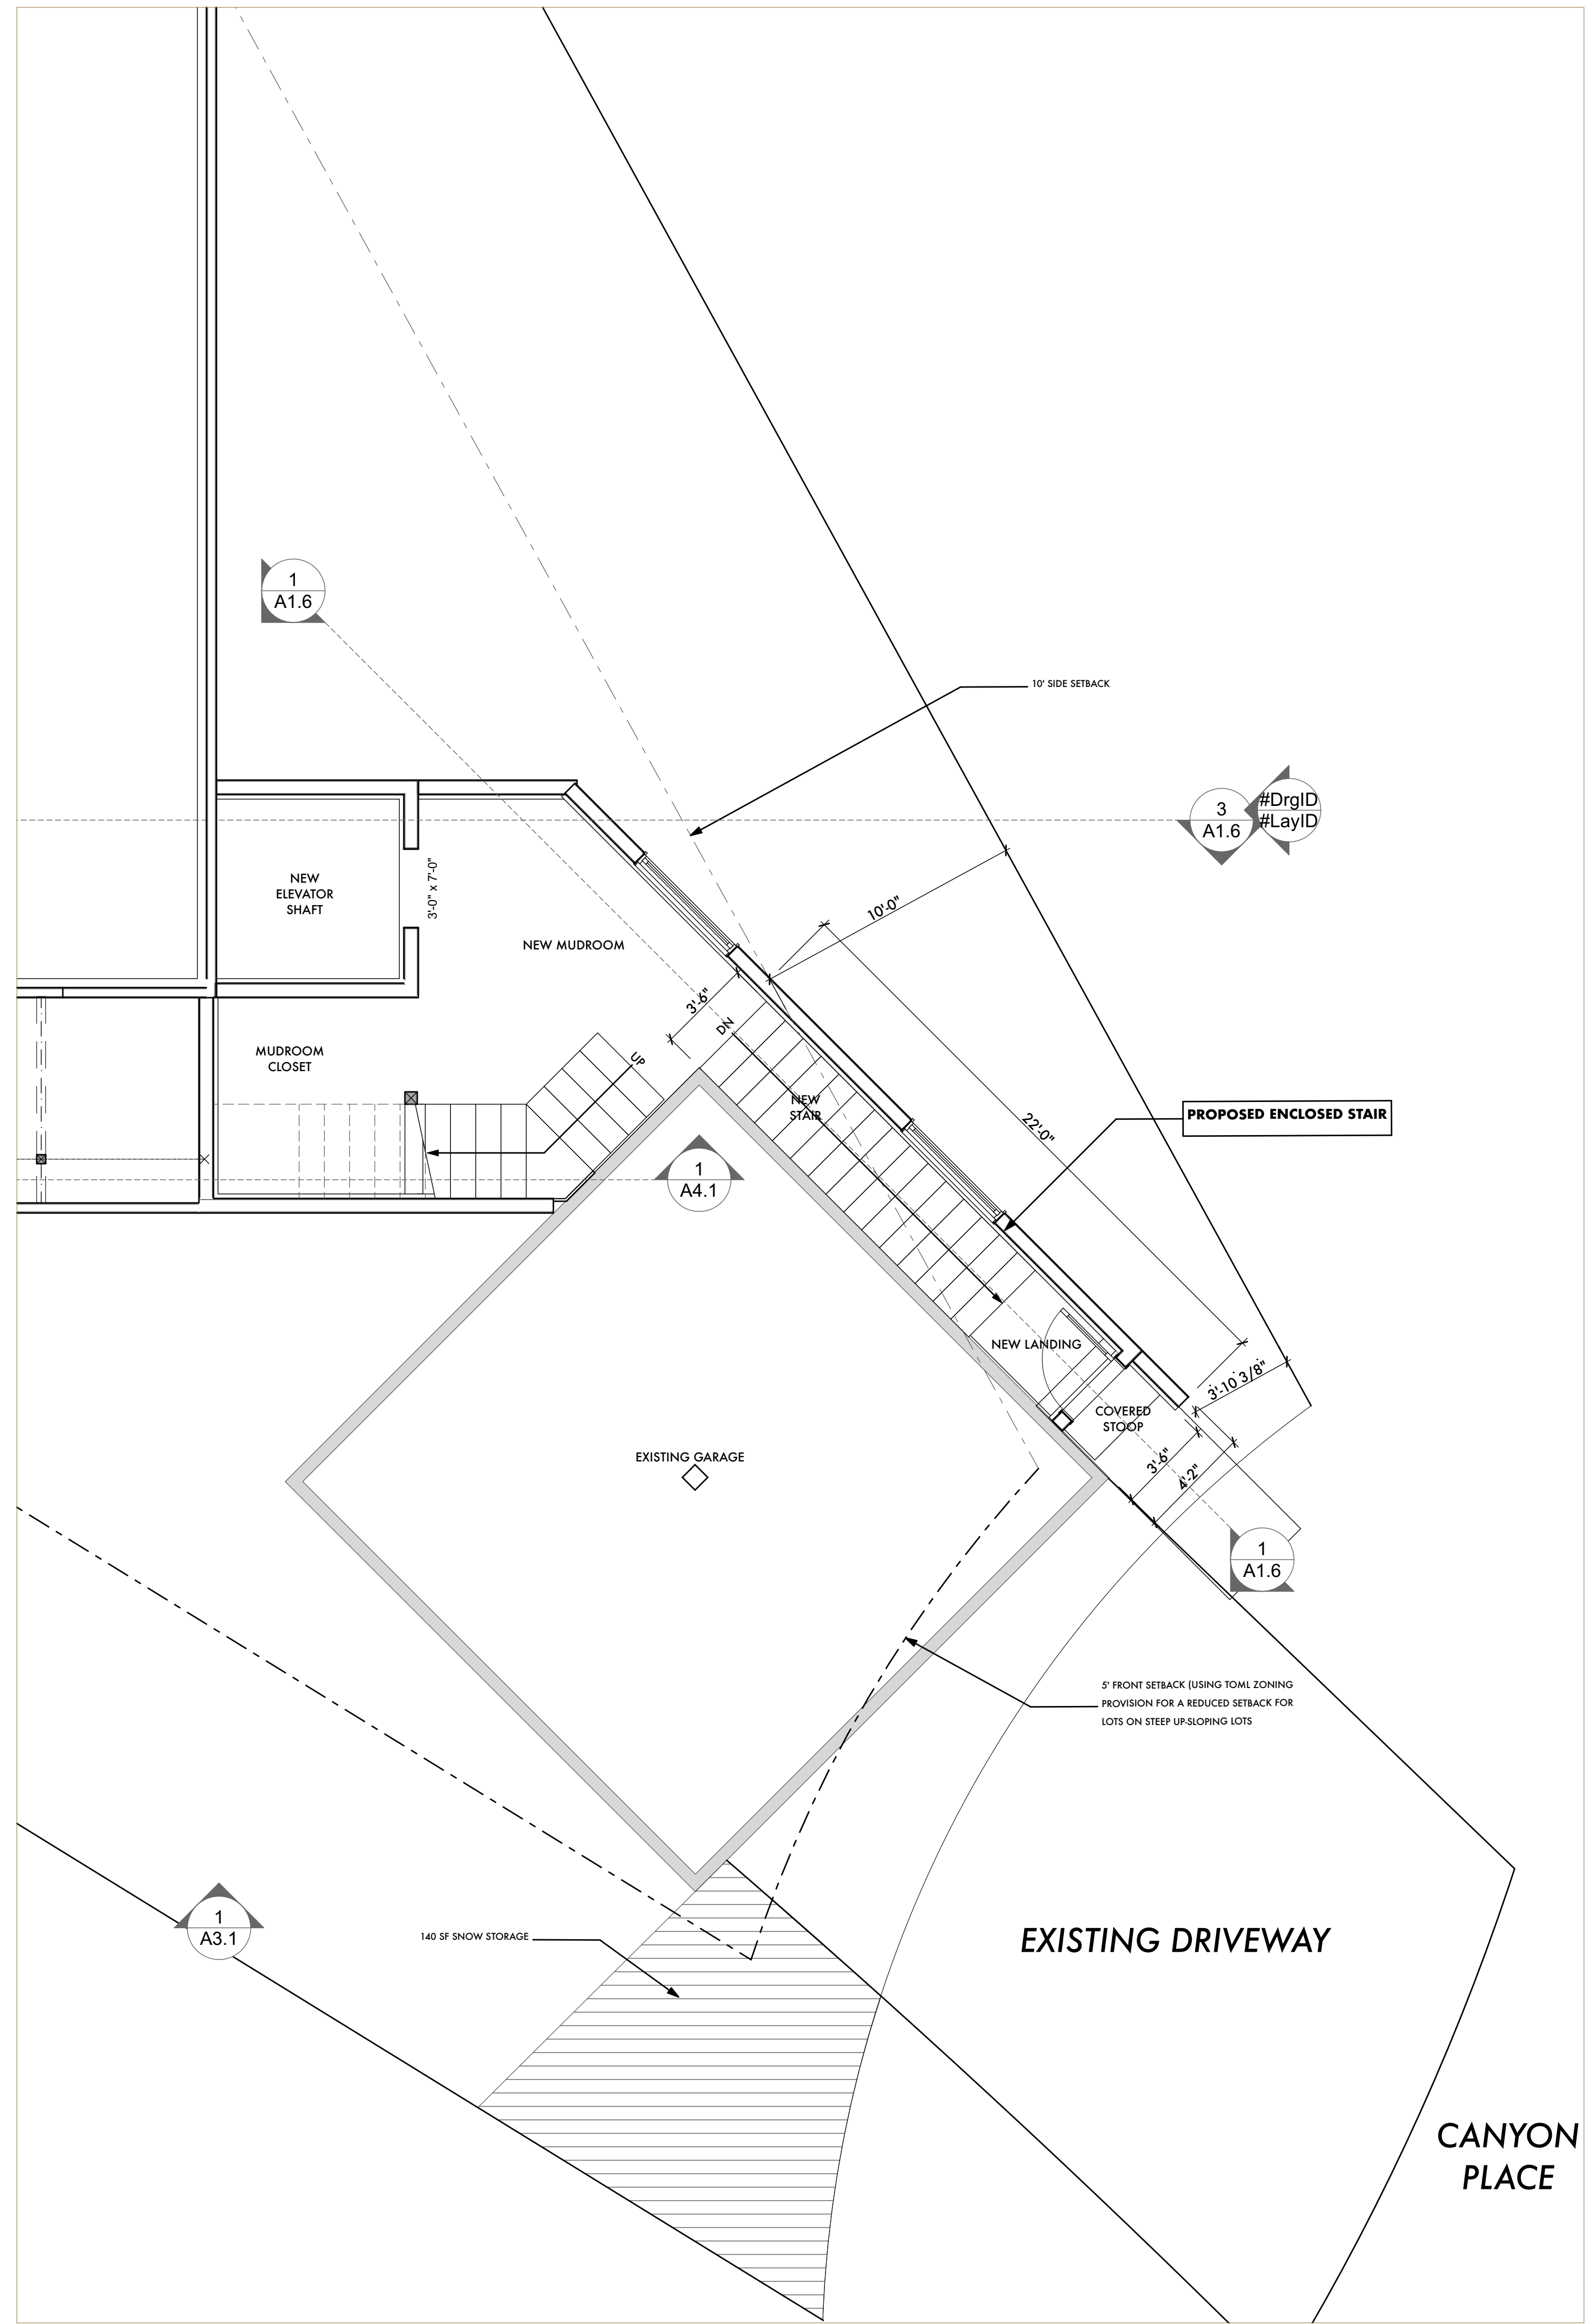 1
A1.6
10' SIDE SETBACK
3
A1.6
#DrgID
#LayID
NEW
ELEVATOR
SHAFT
3'-0" x 7'-0"
10'-0"
NEW MUDROOM
3'-6"
DN
MUDROOM
CLOSET
UP
NEW
STAIR
22'-0"
PROPOSED ENCLOSED STAIR
1
A4.1
NEW LANDING
3'-10 3/8"
COVERED
STOOP
3'-6"
4'-2"
EXISTING GARAGE
1
A1.6
5' FRONT SETBACK (USING TOML ZONING
PROVISION FOR A REDUCED SETBACK FOR
LOTS ON STEEP UP-SLOPING LOTS
1
A3.1
140 SF SNOW STORAGE
EXISTING DRIVEWAY
CANYON
PLACE